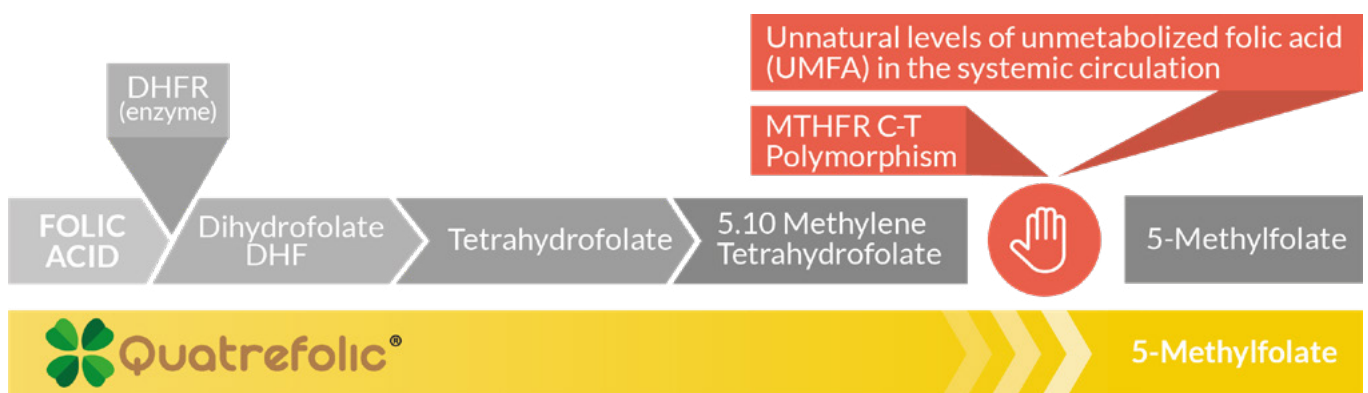 Unnatural levels of unmetabolized folic acid
(UMFA) in the systemic circulation
DHFR
(enzyme)
MTHFR C-T
Polymorphism
FOLIC
ACID
Dihydrofolate
DHF
Tetrahydrofolate
5.10 Methylene
Tetrahydrofolate
5-Methylfolate
Quatrefolic®
5-Methylfolate